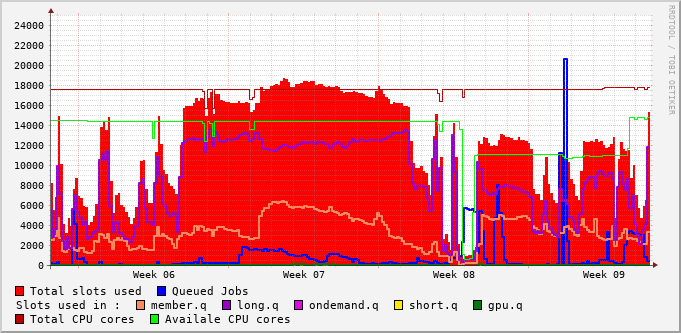 24000
22000
20000
18000
16000
14000
12000
10000
8000
6000
4000
2000
0
Week 06 Week 07 Week 08 Week 09
RRDTOOL / TOBI OETIKER
Total slots used Queued Jobs
Slots used in : member.q long.q ondemand.q short.q gpu.q
Total CPU cores Availale CPU cores